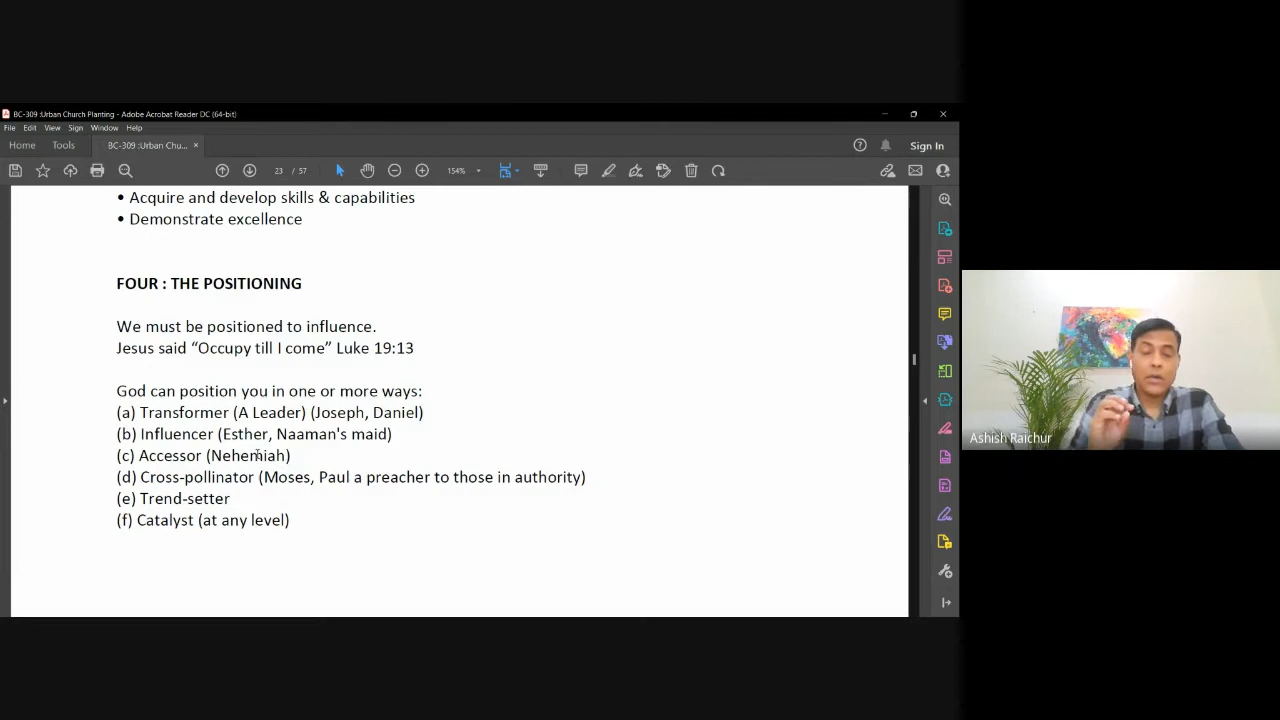 BC-309 :Urban Church Planting - Adobe Acrobat Reader DC (64-bit)
File Edit View Sign Window Help
Home Tools BC-309 :Urban Chu... × Sign In
23 / 57 154%
• Acquire and develop skills & capabilities
• Demonstrate excellence
FOUR : THE POSITIONING
We must be positioned to influence.
Jesus said “Occupy till I come” Luke 19:13
God can position you in one or more ways:
(a) Transformer (A Leader) (Joseph, Daniel)
(b) Influencer (Esther, Naaman's maid)
(c) Accessor (Nehemiah)
(d) Cross-pollinator (Moses, Paul a preacher to those in authority)
(e) Trend-setter
(f) Catalyst (at any level)
Ashish Raichur